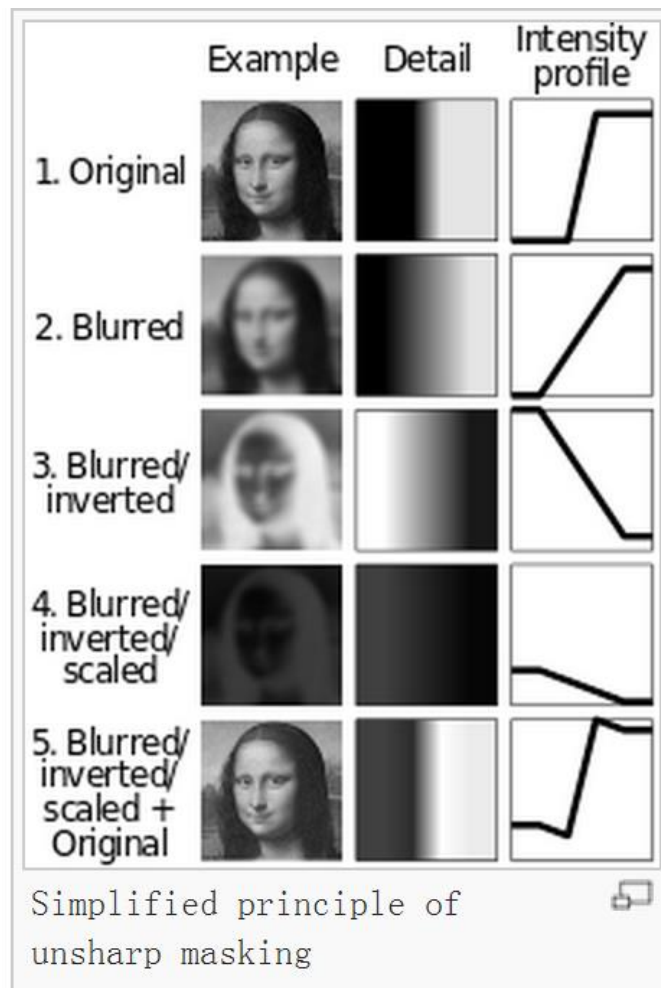 Example Detail Intensity
profile
1. Original
2. Blurred
3. Blurred/
inverted
4. Blurred/
inverted/
scaled
5. Blurred/
inverted/
scaled +
Original
Simplified principle of
unsharp masking